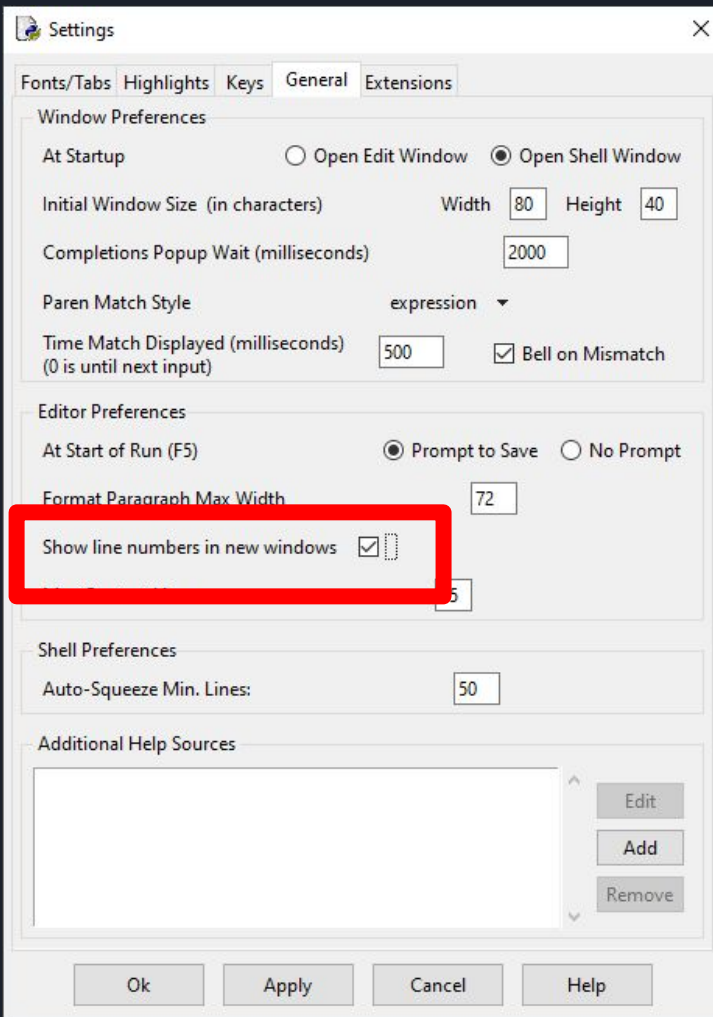 Settings
Fonts/Tabs Highlights Keys General Extensions
Window Preferences
At Startup Open Edit Window Open Shell Window
Initial Window Size (in characters) Width 80 Height 40
Completions Popup Wait (milliseconds) 2000
Paren Match Style expression
Time Match Displayed (milliseconds)
(0 is until next input) 500 Bell on Mismatch
Editor Preferences
At Start of Run (F5) Prompt to Save No Prompt
Format Paragraph Max Width 72
Show line numbers in new windows
Shell Preferences
Auto-Squeeze Min. Lines: 50
Additional Help Sources
Edit
Add
Remove
Ok Apply Cancel Help